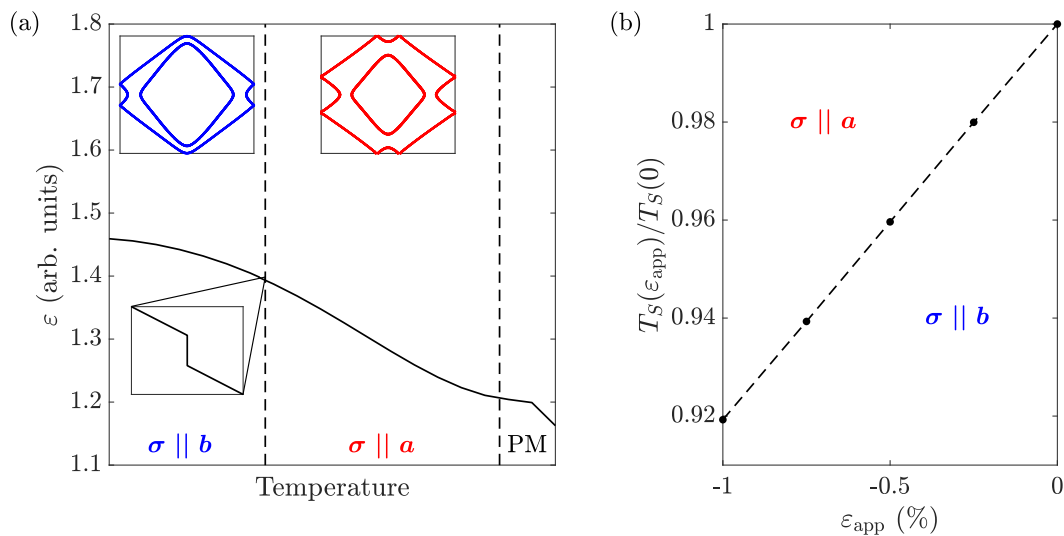 (a)
1.8
1.7
1.6
1.5
1.4
1.3
1.2
1.1
ε (arb. units)
σ || b
σ || a
PM
Temperature
(b)
1
0.98
0.96
0.94
0.92
T_S(ε_app)/T_S(0)
σ || a
σ || b
-1
-0.5
0
ε_app (%)